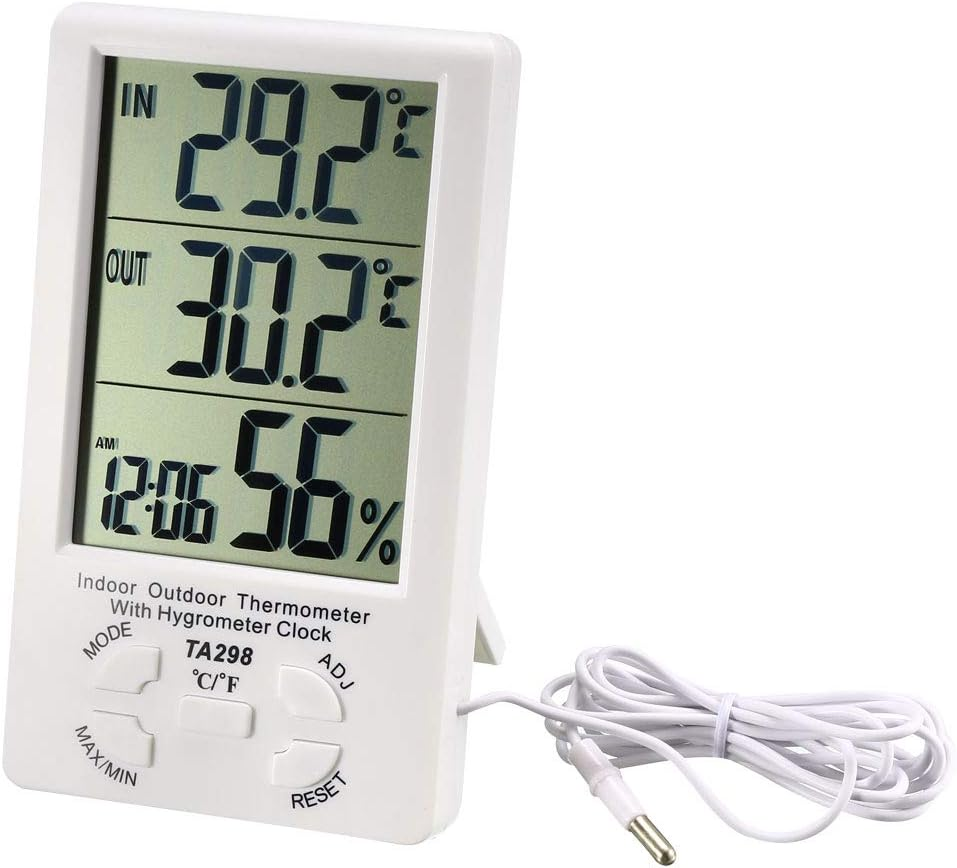 IN 29.2 °C
OUT 30.2 °C
AM 12:06 56 %
Indoor Outdoor Thermometer
With Hygrometer Clock
MODE TA298 ADJ
°C/°F
MAX/MIN RESET